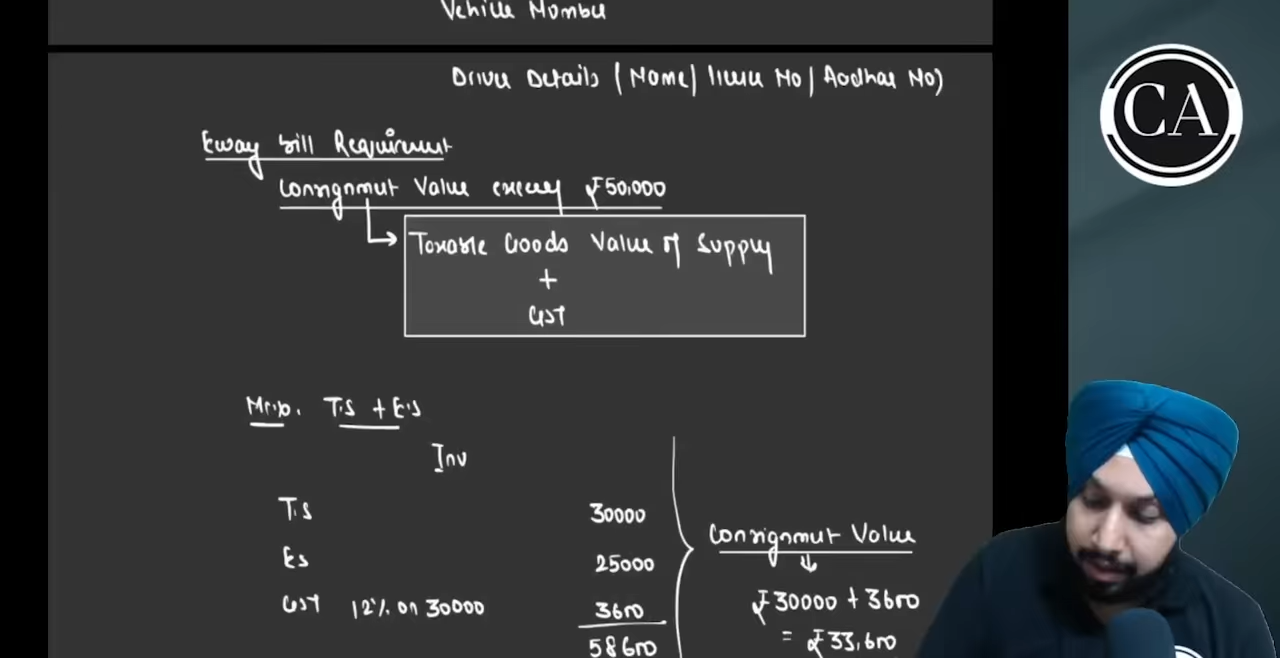 Vehicle Number
Driver Details (Name/ License No/ Aadhar No)
Eway Bill Requirement
Consignment Value exceeds ₹50,000
Taxable Goods Value of Supply
+
GST
CA
T.S + E.S
Inv
T.S 30000
ES 25000
GST 12% on 30000 3600
58600
Consignment Value
₹30000 + 3600
= ₹33,600